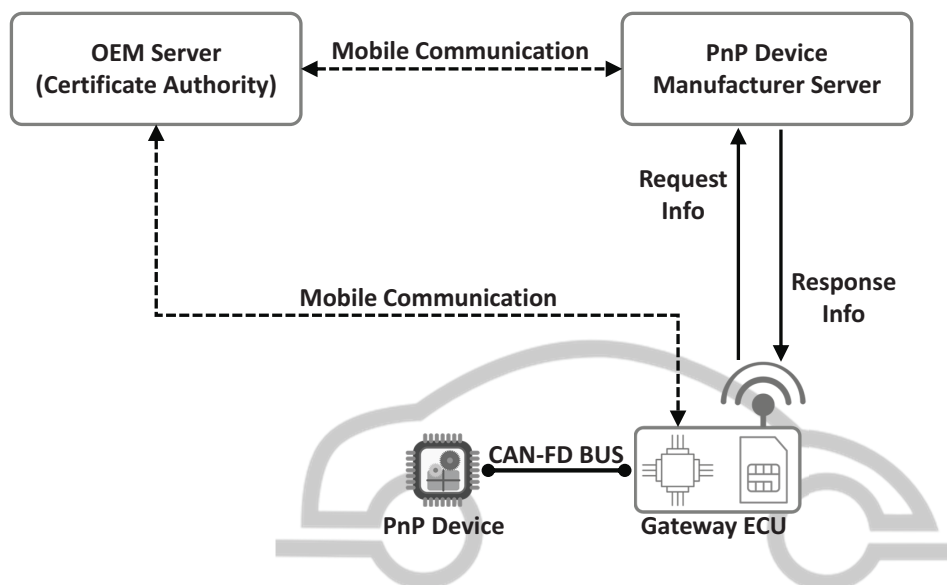 OEM Server
(Certificate Authority)
Mobile Communication
PnP Device
Manufacturer Server
Request
Info
Response
Info
Mobile Communication
CAN-FD BUS
PnP Device
Gateway ECU